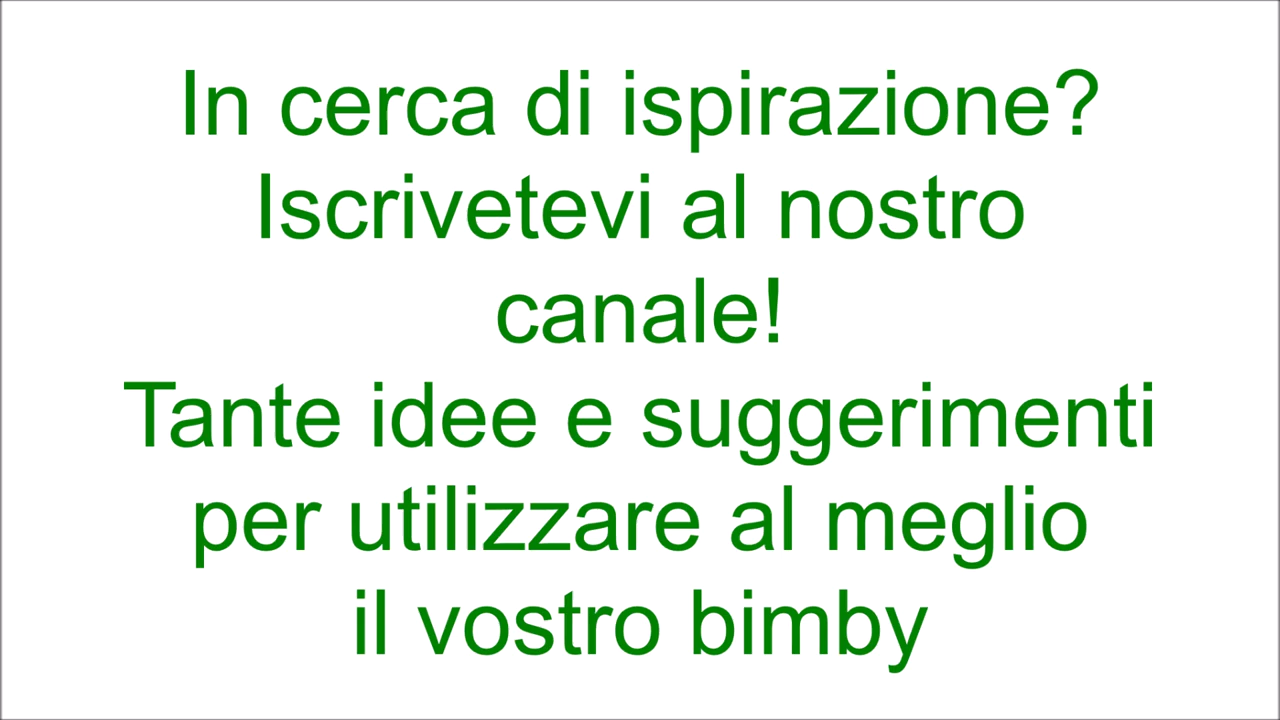 In cerca di ispirazione?
Iscrivetevi al nostro
canale!
Tante idee e suggerimenti
per utilizzare al meglio
il vostro bimby